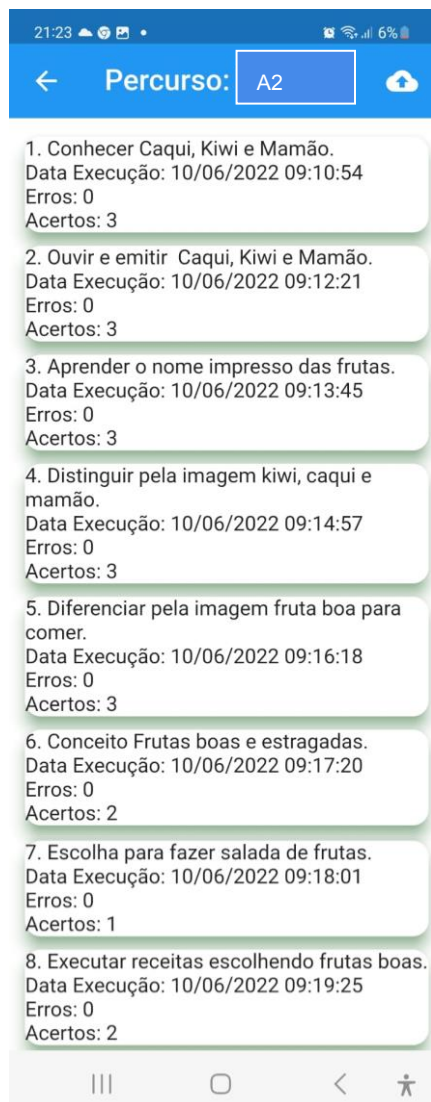 21:23
6%
Percurso: A2
1. Conhecer Caqui, Kiwi e Mamão.
Data Execução: 10/06/2022 09:10:54
Erros: 0
Acertos: 3
2. Ouvir e emitir  Caqui, Kiwi e Mamão.
Data Execução: 10/06/2022 09:12:21
Erros: 0
Acertos: 3
3. Aprender o nome impresso das frutas.
Data Execução: 10/06/2022 09:13:45
Erros: 0
Acertos: 3
4. Distinguir pela imagem kiwi, caqui e
mamão.
Data Execução: 10/06/2022 09:14:57
Erros: 0
Acertos: 3
5. Diferenciar pela imagem fruta boa para
comer.
Data Execução: 10/06/2022 09:16:18
Erros: 0
Acertos: 3
6. Conceito Frutas boas e estragadas.
Data Execução: 10/06/2022 09:17:20
Erros: 0
Acertos: 2
7. Escolha para fazer salada de frutas.
Data Execução: 10/06/2022 09:18:01
Erros: 0
Acertos: 1
8. Executar receitas escolhendo frutas boas.
Data Execução: 10/06/2022 09:19:25
Erros: 0
Acertos: 2